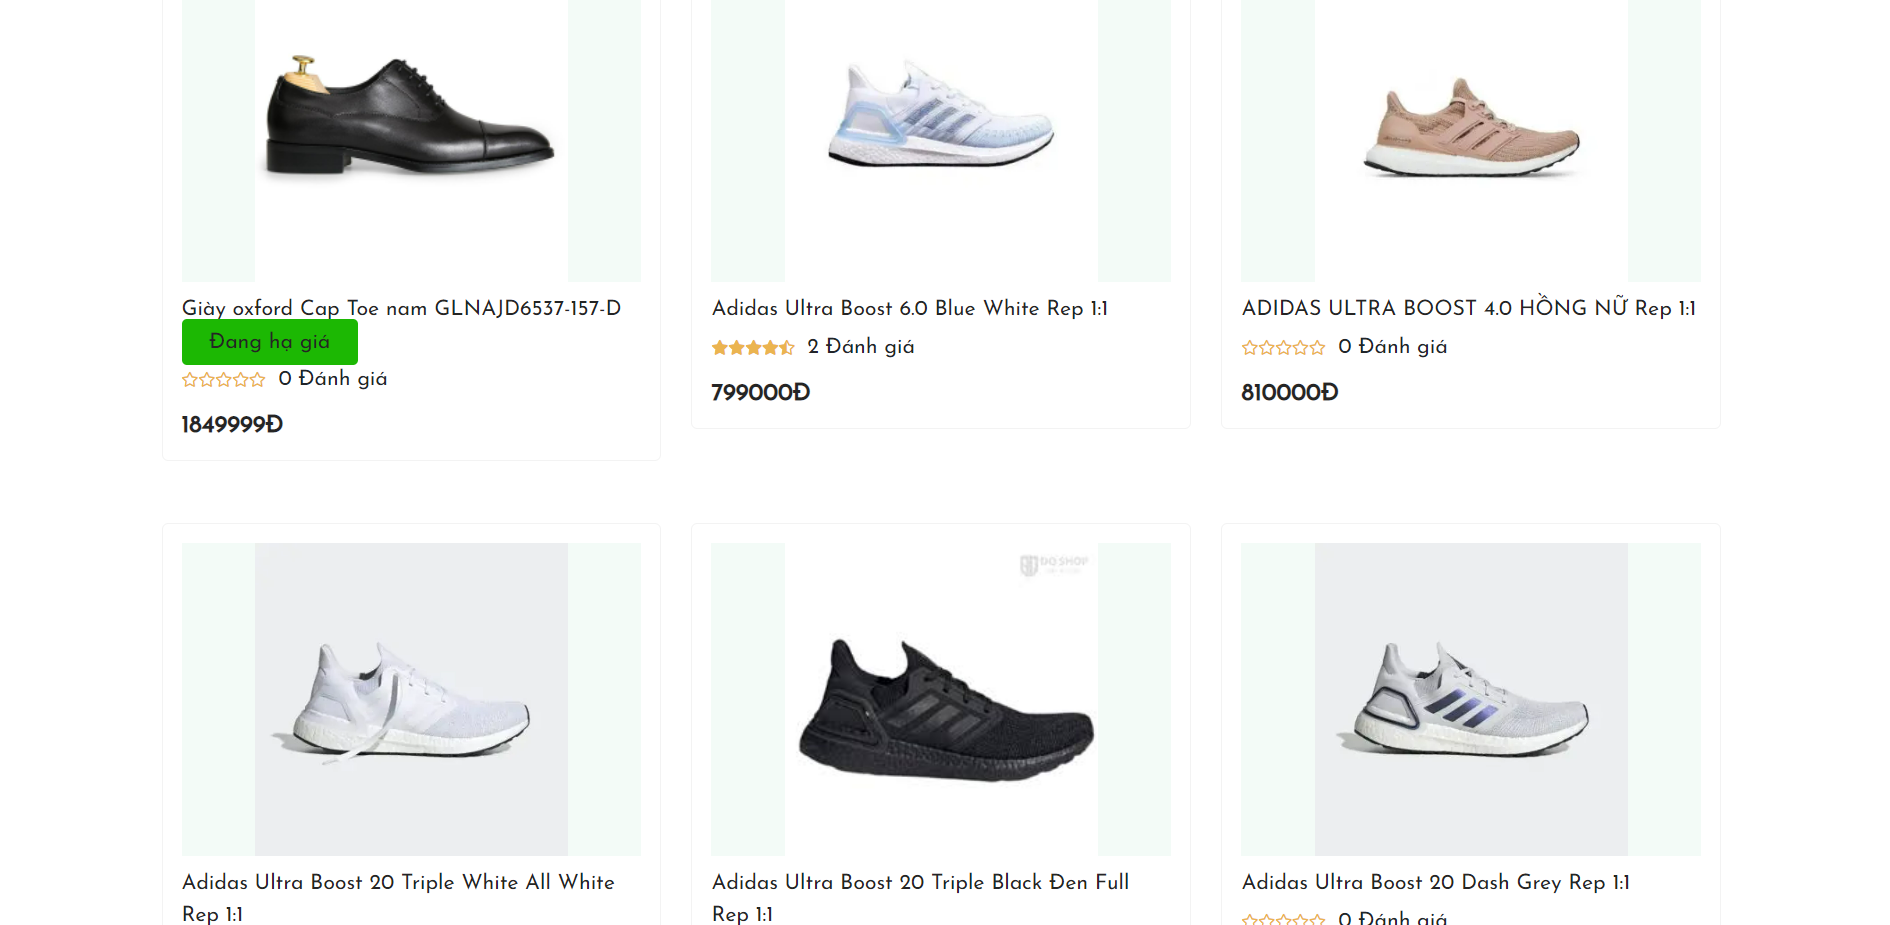 Giày oxford Cap Toe nam GLNAJD6537-157-D
Đang hạ giá
0 Đánh giá
1849999Đ
Adidas Ultra Boost 6.0 Blue White Rep 1:1
2 Đánh giá
799000Đ
ADIDAS ULTRA BOOST 4.0 HỒNG NỮ Rep 1:1
0 Đánh giá
810000Đ
Adidas Ultra Boost 20 Triple White All White
Rep 1:1
ĐỘ SHOP
Adidas Ultra Boost 20 Triple Black Đen Full
Rep 1:1
Adidas Ultra Boost 20 Dash Grey Rep 1:1
0 Đánh giá